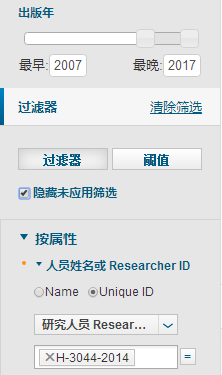 出版年
最早: 2007 最晚: 2017
过滤器 清除筛选
过滤器 阈值
隐藏未应用筛选
按属性
人员姓名或 Researcher ID
Name Unique ID
研究人员 Resear...
H-3044-2014 =